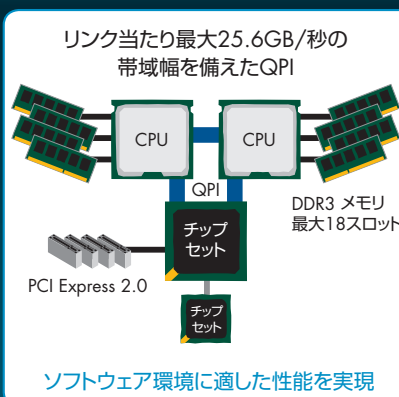 リンク当たり最大25.6GB/秒の
帯域幅を備えたQPI
CPU
CPU
QPI
DDR3 メモリ
最大18スロット
チップ
セット
PCI Express 2.0
チップ
セット
ソフトウェア環境に適した性能を実現